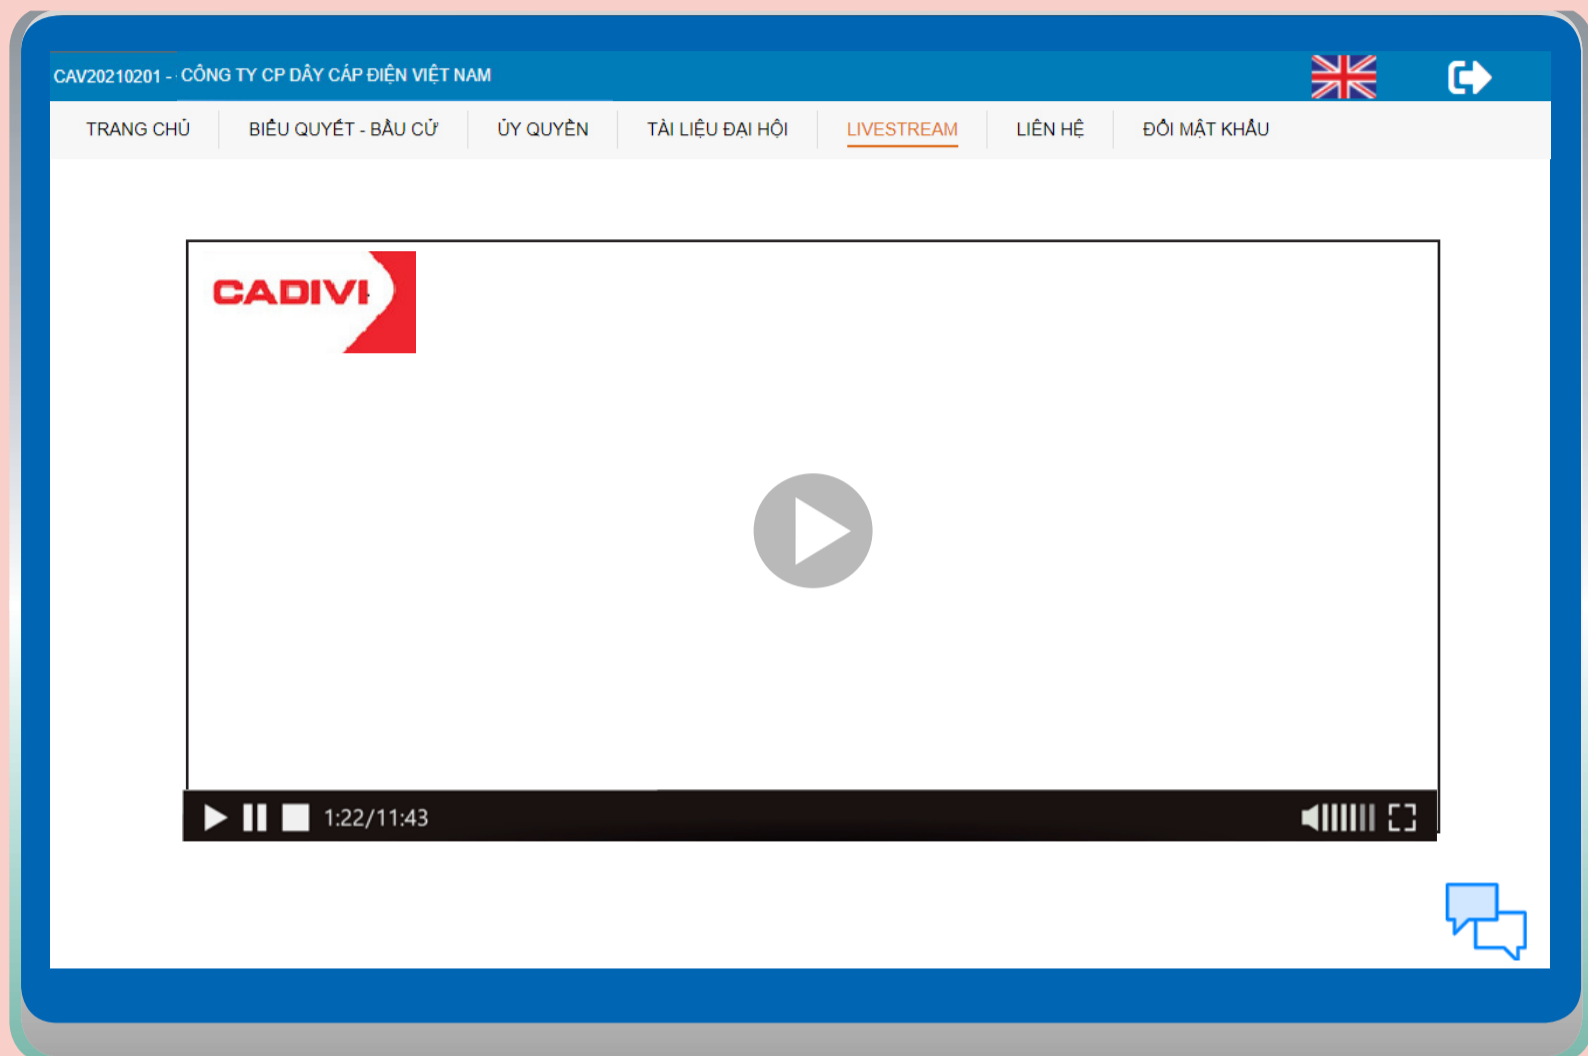 CAV20210201 - CÔNG TY CP DÂY CÁP ĐIỆN VIỆT NAM
TRANG CHỦ BIỂU QUYẾT - BẦU CỬ ỦY QUYỀN TÀI LIỆU ĐẠI HỘI LIVESTREAM LIÊN HỆ ĐỔI MẬT KHẨU
CADIVI
1:22/11:43